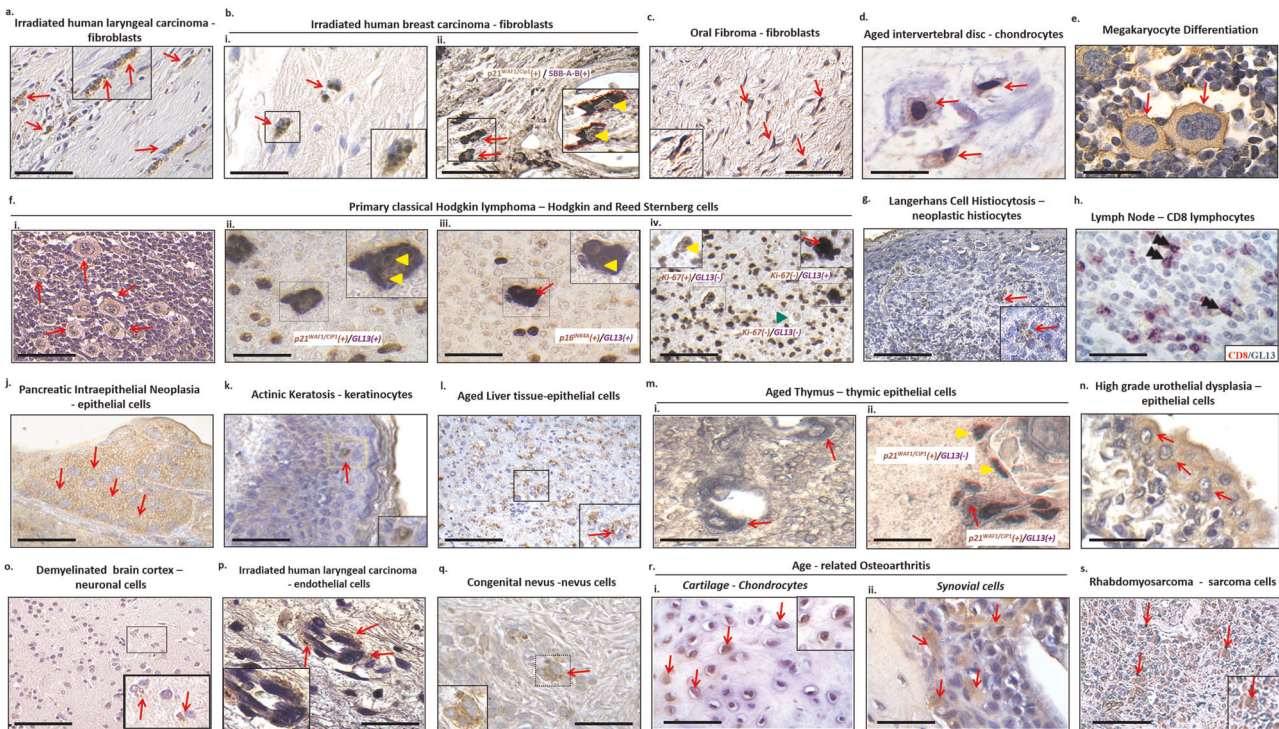 a.
Irradiated human laryngeal carcinoma -
fibroblasts
b.
Irradiated human breast carcinoma - fibroblasts
i.
ii.
p21WAF1/Cip1(+) / SBB-A-B(+)
c.
Oral Fibroma - fibroblasts
d.
Aged intervertebral disc - chondrocytes
e.
Megakaryocyte Differentiation
f.
Primary classical Hodgkin lymphoma – Hodgkin and Reed Sternberg cells
i.
ii.
p21WAF1/CIP1(+)/GL13(+)
iii.
p16INK4A(+)/GL13(+)
iv.
Ki-67(+)/GL13(-)
Ki-67(-)/GL13(+)
Ki-67(-)/GL13(-)
g.
Langerhans Cell Histiocytosis –
neoplastic histiocytes
h.
Lymph Node – CD8 lymphocytes
CD8/GL13
j.
Pancreatic Intraepithelial Neoplasia
- epithelial cells
k.
Actinic Keratosis - keratinocytes
l.
Aged Liver tissue-epithelial cells
m.
Aged Thymus – thymic epithelial cells
i.
ii.
p21WAF1/CIP1(+)/GL13(-)
p21WAF1/CIP1(+)/GL13(+)
n.
High grade urothelial dysplasia –
epithelial cells
o.
Demyelinated brain cortex –
neuronal cells
p.
Irradiated human laryngeal carcinoma
- endothelial cells
q.
Congenital nevus -nevus cells
r.
Age - related Osteoarthritis
i.
Cartilage - Chondrocytes
ii.
Synovial cells
s.
Rhabdomyosarcoma - sarcoma cells